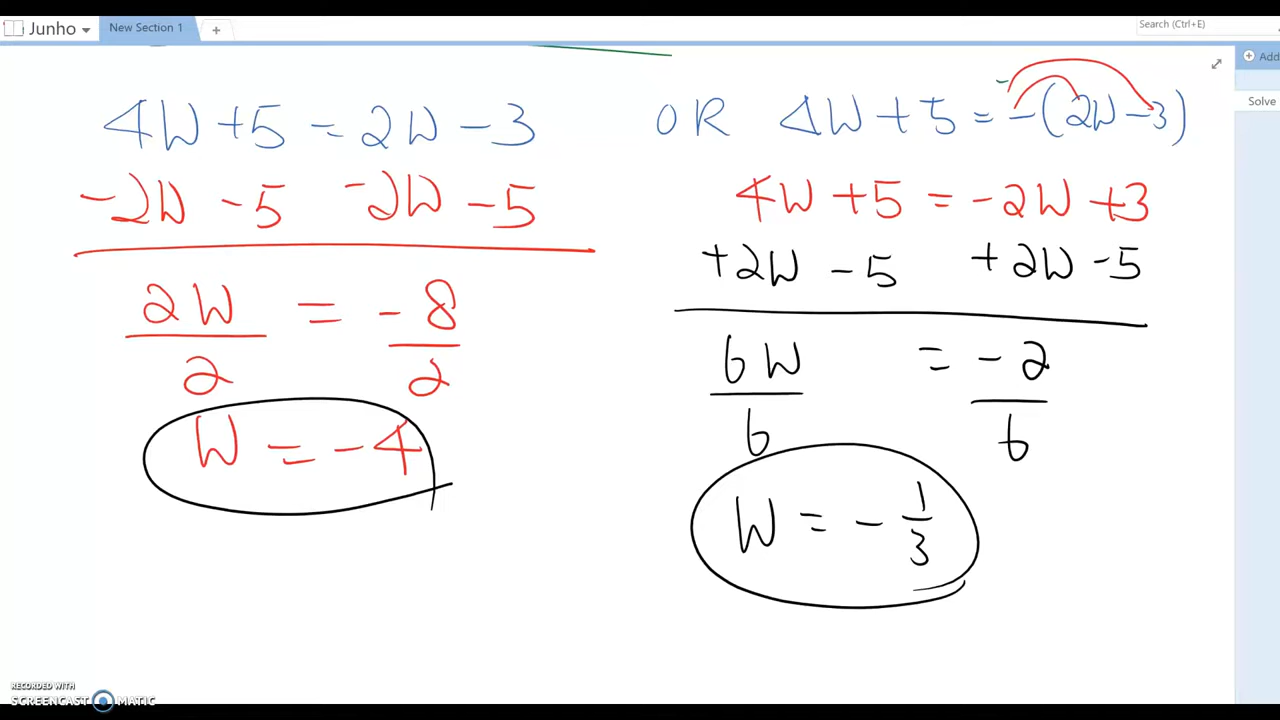 Junho
New Section 1
+
Search (Ctrl+E)
Add
Solve
4W + 5 = 2W - 3
-2W - 5 -2W - 5
2W = -8
2 2
W = -4
OR 4W + 5 = -(2W - 3)
4W + 5 = -2W + 3
+2W - 5 +2W - 5
6W = -2
6 6
W = - 1/3
RECORDED WITH
SCREENCAST MATIC